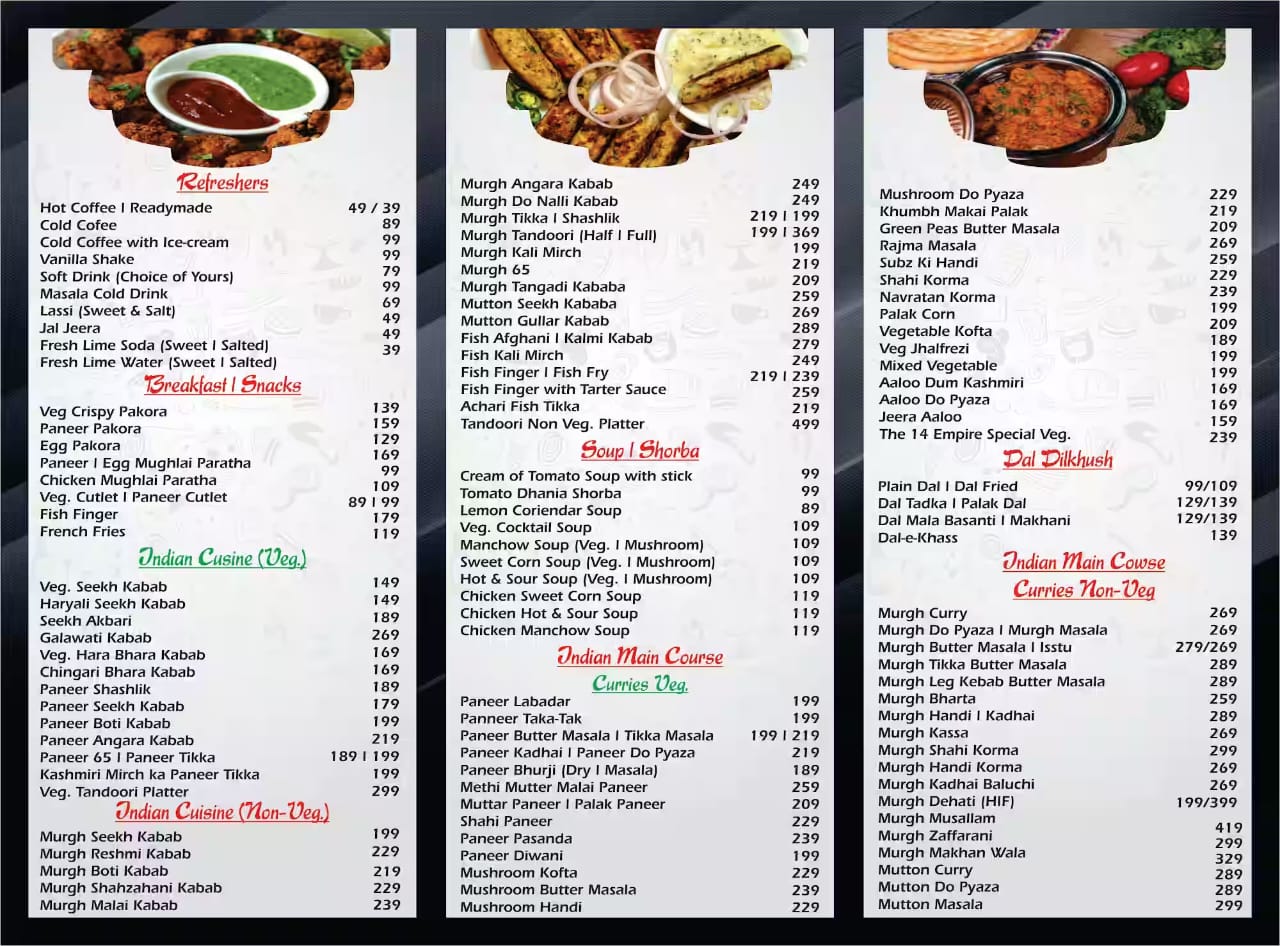 Refreshers
Hot Coffee I Readymade 49 / 39
Cold Cofee 89
Cold Coffee with Ice-cream 99
Vanilla Shake 99
Soft Drink (Choice of Yours) 79
Masala Cold Drink 99
Lassi (Sweet & Salt) 69
Jal Jeera 49
Fresh Lime Soda (Sweet I Salted) 49
Fresh Lime Water (Sweet I Salted) 39
Breakfast I Snacks
Veg Crispy Pakora 139
Paneer Pakora 159
Egg Pakora 129
Paneer I Egg Mughlai Paratha 169
99
Chicken Mughlai Paratha 109
Veg. Cutlet I Paneer Cutlet 89 I 99
Fish Finger 179
French Fries 119
Indian Cusine (Veg.)
Veg. Seekh Kabab 149
Haryali Seekh Kabab 149
Seekh Akbari 189
Galawati Kabab 269
Veg. Hara Bhara Kabab 169
Chingari Bhara Kabab 169
Paneer Shashlik 189
Paneer Seekh Kabab 179
Paneer Boti Kabab 199
Paneer Angara Kabab 219
Paneer 65 I Paneer Tikka 189 I 199
Kashmiri Mirch ka Paneer Tikka 199
Veg. Tandoori Platter 299
Indian Cuisine (Non-Veg.)
Murgh Seekh Kabab 199
Murgh Reshmi Kabab 229
Murgh Boti Kabab 219
Murgh Shahzahani Kabab 229
Murgh Malai Kabab 239
Murgh Angara Kabab 249
Murgh Do Nalli Kabab 249
Murgh Tikka I Shashlik 219 I 199
Murgh Tandoori (Half I Full) 199 I 369
Murgh Kali Mirch 199
Murgh 65 219
Murgh Tangadi Kababa 209
Mutton Seekh Kababa 259
Mutton Gullar Kabab 269
Fish Afghani I Kalmi Kabab 289
Fish Kali Mirch 279
249
Fish Finger I Fish Fry 219 I 239
Fish Finger with Tarter Sauce 259
Achari Fish Tikka 219
Tandoori Non Veg. Platter 499
Soup I Shorba
Cream of Tomato Soup with stick 99
Tomato Dhania Shorba 99
Lemon Coriendar Soup 89
Veg. Cocktail Soup 109
Manchow Soup (Veg. I Mushroom) 109
Sweet Corn Soup (Veg. I Mushroom) 109
Hot & Sour Soup (Veg. I Mushroom) 109
Chicken Sweet Corn Soup 119
Chicken Hot & Sour Soup 119
Chicken Manchow Soup 119
Indian Main Course
Curries Veg.
Paneer Labadar 199
Panneer Taka-Tak 199
Paneer Butter Masala I Tikka Masala 199 I 219
Paneer Kadhai I Paneer Do Pyaza 219
Paneer Bhurji (Dry I Masala) 189
Methi Mutter Malai Paneer 259
Muttar Paneer I Palak Paneer 209
Shahi Paneer 229
Paneer Pasanda 239
Paneer Diwani 199
Mushroom Kofta 229
Mushroom Butter Masala 239
Mushroom Handi 229
Mushroom Do Pyaza 229
Khumbh Makai Palak 219
Green Peas Butter Masala 209
Rajma Masala 269
Subz Ki Handi 259
Shahi Korma 229
Navratan Korma 239
Palak Corn 199
Vegetable Kofta 209
Veg Jhalfrezi 189
199
Mixed Vegetable 199
Aaloo Dum Kashmiri 169
Aaloo Do Pyaza 169
Jeera Aaloo 159
The 14 Empire Special Veg. 239
Dal Dilkhush
Plain Dal I Dal Fried 99/109
Dal Tadka I Palak Dal 129/139
Dal Mala Basanti I Makhani 129/139
Dal-e-Khass 139
Indian Main Cowse
Curries Non-Veg
Murgh Curry 269
Murgh Do Pyaza I Murgh Masala 269
Murgh Butter Masala I Isstu 279/269
Murgh Tikka Butter Masala 289
Murgh Leg Kebab Butter Masala 289
Murgh Bharta 259
Murgh Handi I Kadhai 289
Murgh Kassa 269
Murgh Shahi Korma 299
Murgh Handi Korma 269
Murgh Kadhai Baluchi 269
Murgh Dehati (HIF) 199/399
Murgh Musallam 419
Murgh Zaffarani 299
Murgh Makhan Wala 329
Mutton Curry 289
Mutton Do Pyaza 289
Mutton Masala 299